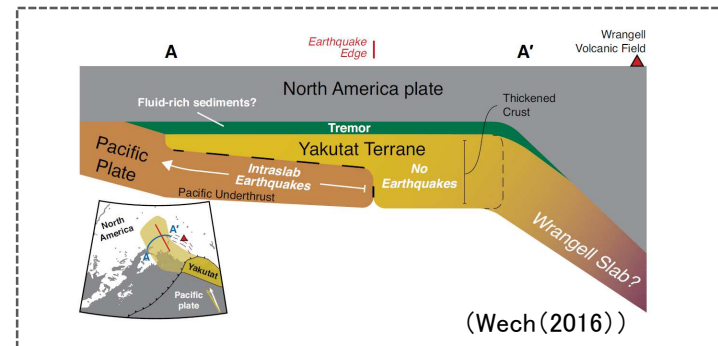 Earthquake
Edge
A
A′
Wrangell
Volcanic Field
North America plate
Thickened
Crust
Fluid-rich sediments?
Tremor
Pacific
Plate
Yakutat Terrane
Intraslab
Earthquakes
No
Earthquakes
Pacific Underthrust
Wrangell Slab?
North
America
A′
A
Yakutat
Pacific
plate
(Wech(2016))